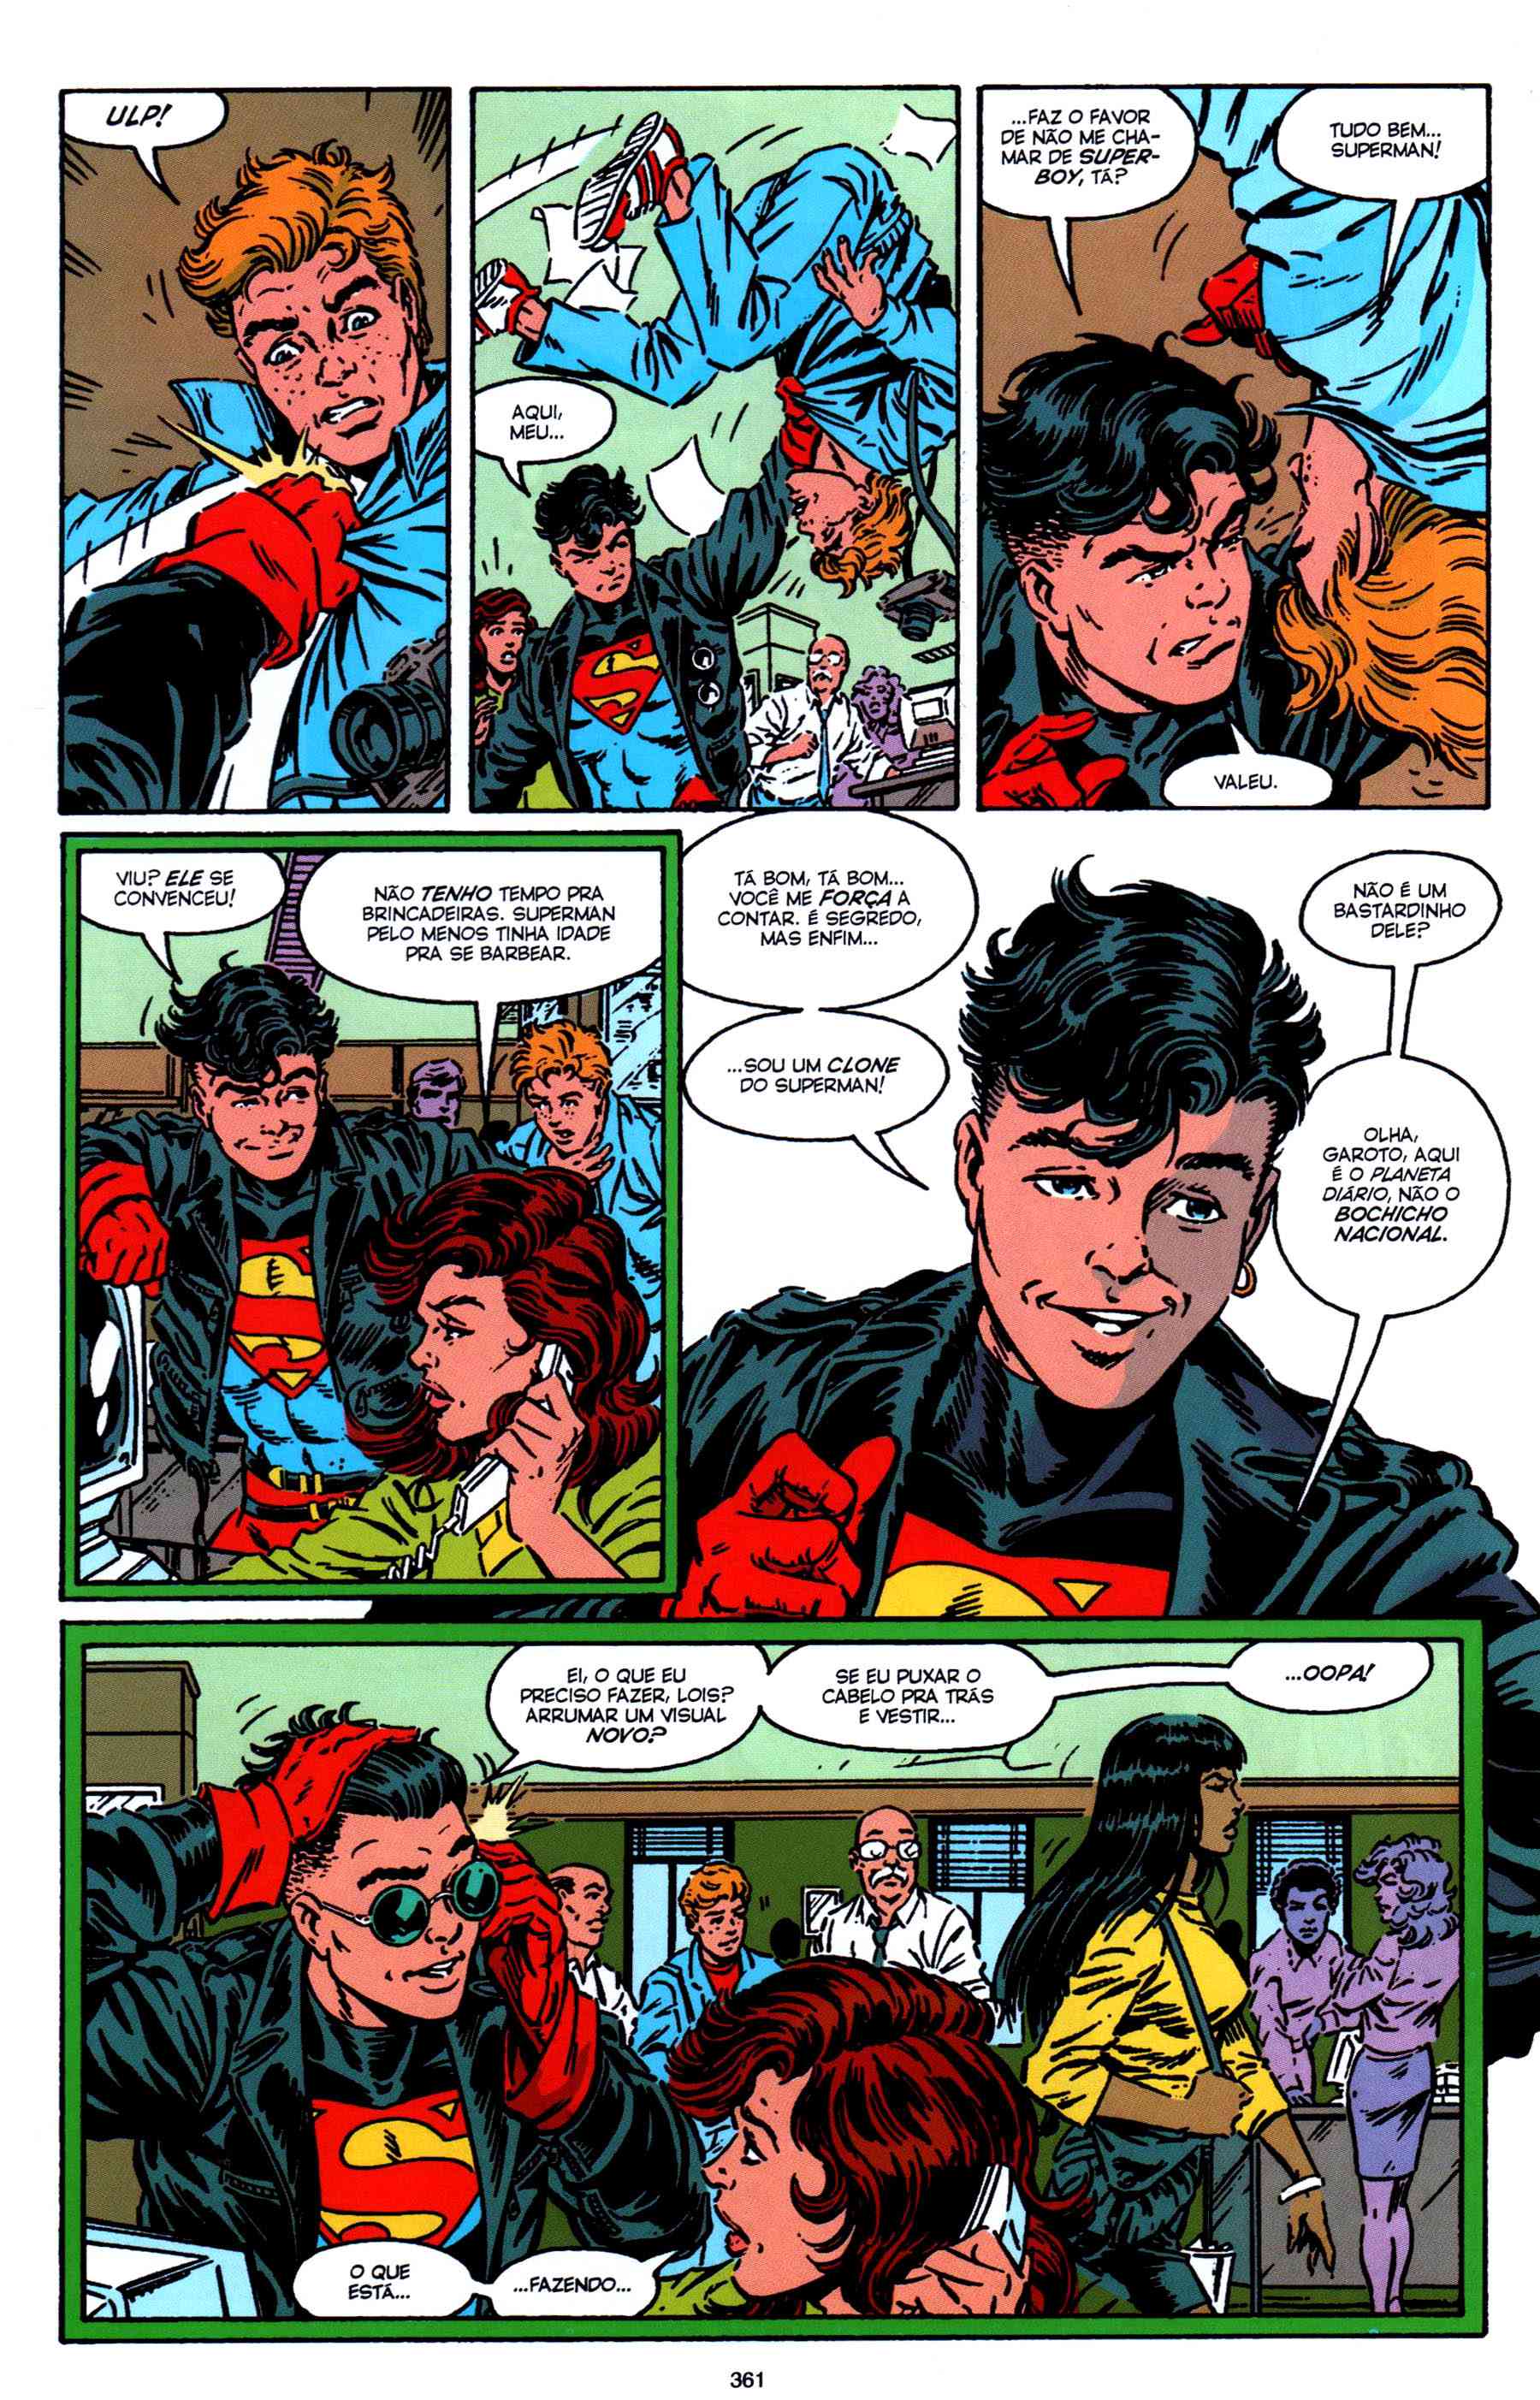 ULP!
AQUI,
MEU...
...FAZ O FAVOR
DE NÃO ME CHA-
MAR DE SUPER-
BOY, TÁ?
TUDO BEM...
SUPERMAN!
VALEU.
VIU? ELE SE
CONVENCEU!
NÃO TENHO TEMPO PRA
BRINCADEIRAS. SUPERMAN
PELO MENOS TINHA IDADE
PRA SE BARBEAR.
TÁ BOM, TÁ BOM...
VOCÊ ME FORÇA A
CONTAR. É SEGREDO,
MAS ENFIM...
...SOU UM CLONE
DO SUPERMAN!
NÃO É UM
BASTARDINHO
DELE?
OLHA,
GAROTO, AQUI
É O PLANETA
DIÁRIO, NÃO O
BOCHICHO
NACIONAL.
EI, O QUE EU
PRECISO FAZER, LOIS?
ARRUMAR UM VISUAL
NOVO?
SE EU PUXAR O
CABELO PRA TRÁS
E VESTIR...
...OOPA!
O QUE
ESTÁ...
...FAZENDO...
361